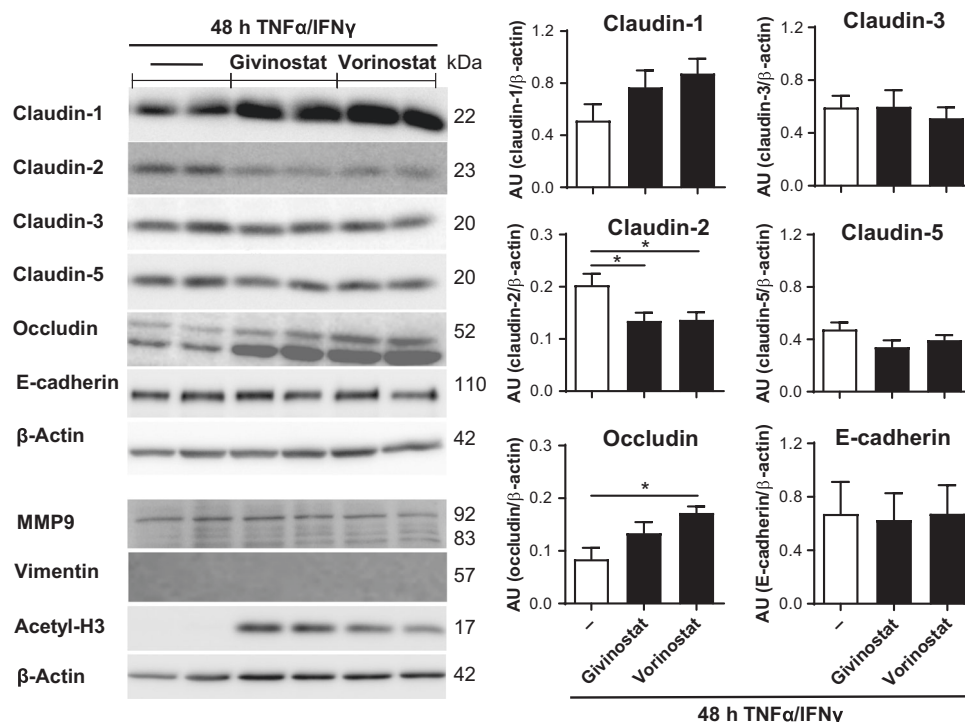 48 h TNFα/IFNγ
Givinostat Vorinostat kDa
Claudin-1 22
Claudin-2 23
Claudin-3 20
Claudin-5 20
Occludin 52
E-cadherin 110
β-Actin 42
MMP9 92
83
Vimentin 57
Acetyl-H3 17
β-Actin 42
Claudin-1
AU (claudin-1/β-actin)
1.2
0.8
0.4
0.0
Claudin-3
AU (claudin-3/β-actin)
1.2
0.8
0.4
0.0
Claudin-2
AU (claudin-2/β-actin)
0.3
0.2
0.1
0.0
*
*
Claudin-5
AU (claudin-5/β-actin)
1.2
0.8
0.4
0.0
Occludin
AU (occludin/β-actin)
0.3
0.2
0.1
0.0
*
– Givinostat Vorinostat
E-cadherin
AU (E-cadherin/β-actin)
1.2
0.8
0.4
0.0
– Givinostat Vorinostat
48 h TNFα/IFNγ